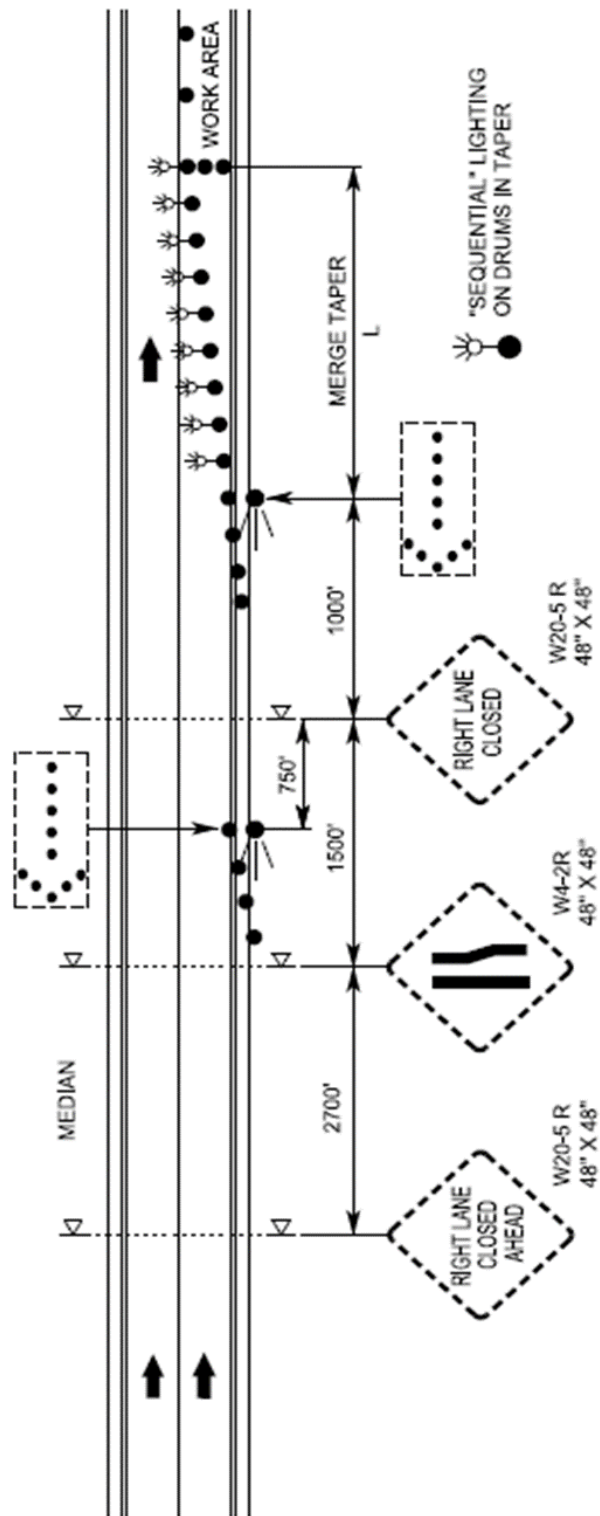 WORK AREA
"SEQUENTIAL" LIGHTING
ON DRUMS IN TAPER
MERGE TAPER
L
1000'
750'
1500'
2700'
MEDIAN
RIGHT LANE
CLOSED
W20-5 R
48" X 48"
W4-2R
48" X 48"
RIGHT LANE
CLOSED
AHEAD
W20-5 R
48" X 48"